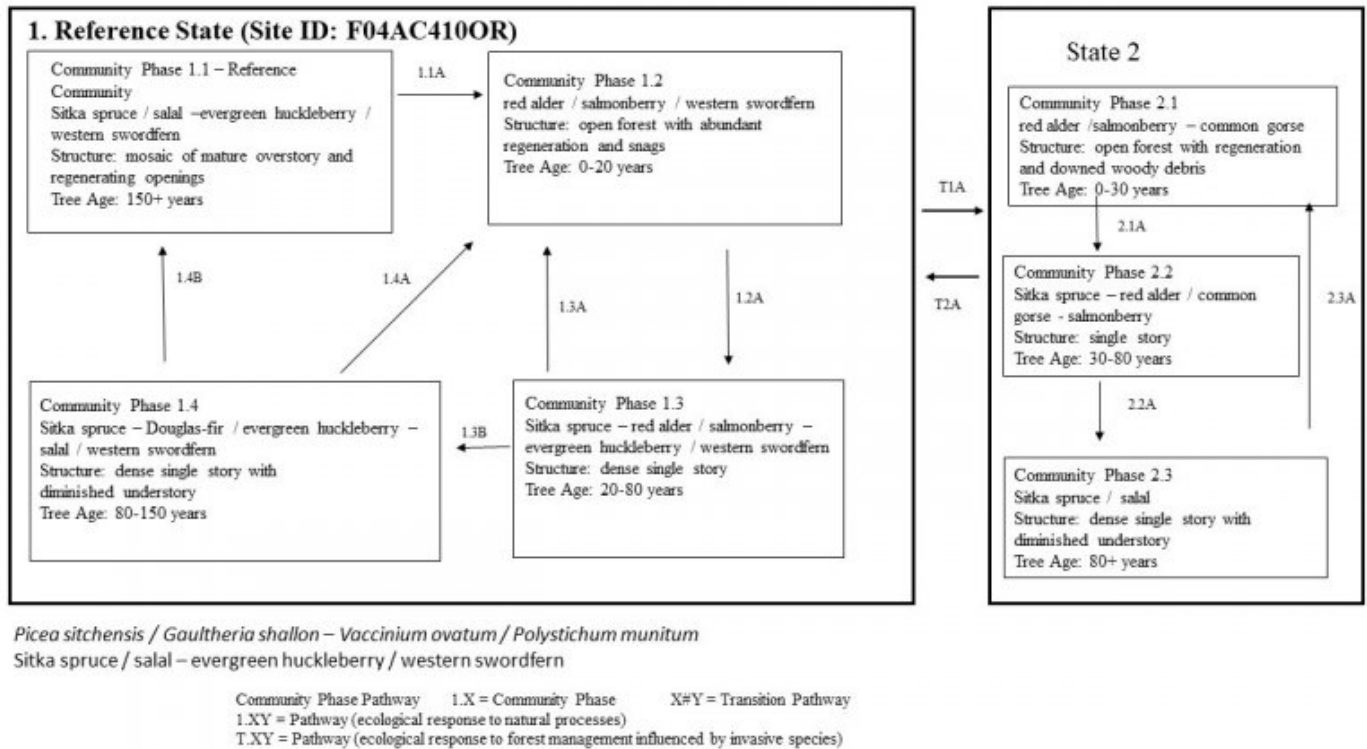 1. Reference State (Site ID: F04AC410OR)
Community Phase 1.1 – Reference
Community
Sitka spruce / salal –evergreen huckleberry /
western swordfern
Structure: mosaic of mature overstory and
regenerating openings
Tree Age: 150+ years
1.1A
Community Phase 1.2
red alder / salmonberry / western swordfern
Structure: open forest with abundant
regeneration and snags
Tree Age: 0-20 years
1.4B
1.4A
1.3A
1.2A
Community Phase 1.4
Sitka spruce – Douglas-fir / evergreen huckleberry –
salal / western swordfern
Structure: dense single story with
diminished understory
Tree Age: 80-150 years
1.3B
Community Phase 1.3
Sitka spruce – red alder / salmonberry –
evergreen huckleberry / western swordfern
Structure: dense single story
Tree Age: 20-80 years
T1A
T2A
State 2
Community Phase 2.1
red alder /salmonberry – common gorse
Structure: open forest with regeneration
and downed woody debris
Tree Age: 0-30 years
2.1A
Community Phase 2.2
Sitka spruce – red alder / common
gorse - salmonberry
Structure: single story
Tree Age: 30-80 years
2.3A
2.2A
Community Phase 2.3
Sitka spruce / salal
Structure: dense single story with
diminished understory
Tree Age: 80+ years
Picea sitchensis / Gaultheria shallon – Vaccinium ovatum / Polystichum munitum
Sitka spruce / salal – evergreen huckleberry / western swordfern
Community Phase Pathway 1.X = Community Phase X#Y = Transition Pathway
1.XY = Pathway (ecological response to natural processes)
T.XY = Pathway (ecological response to forest management influenced by invasive species)